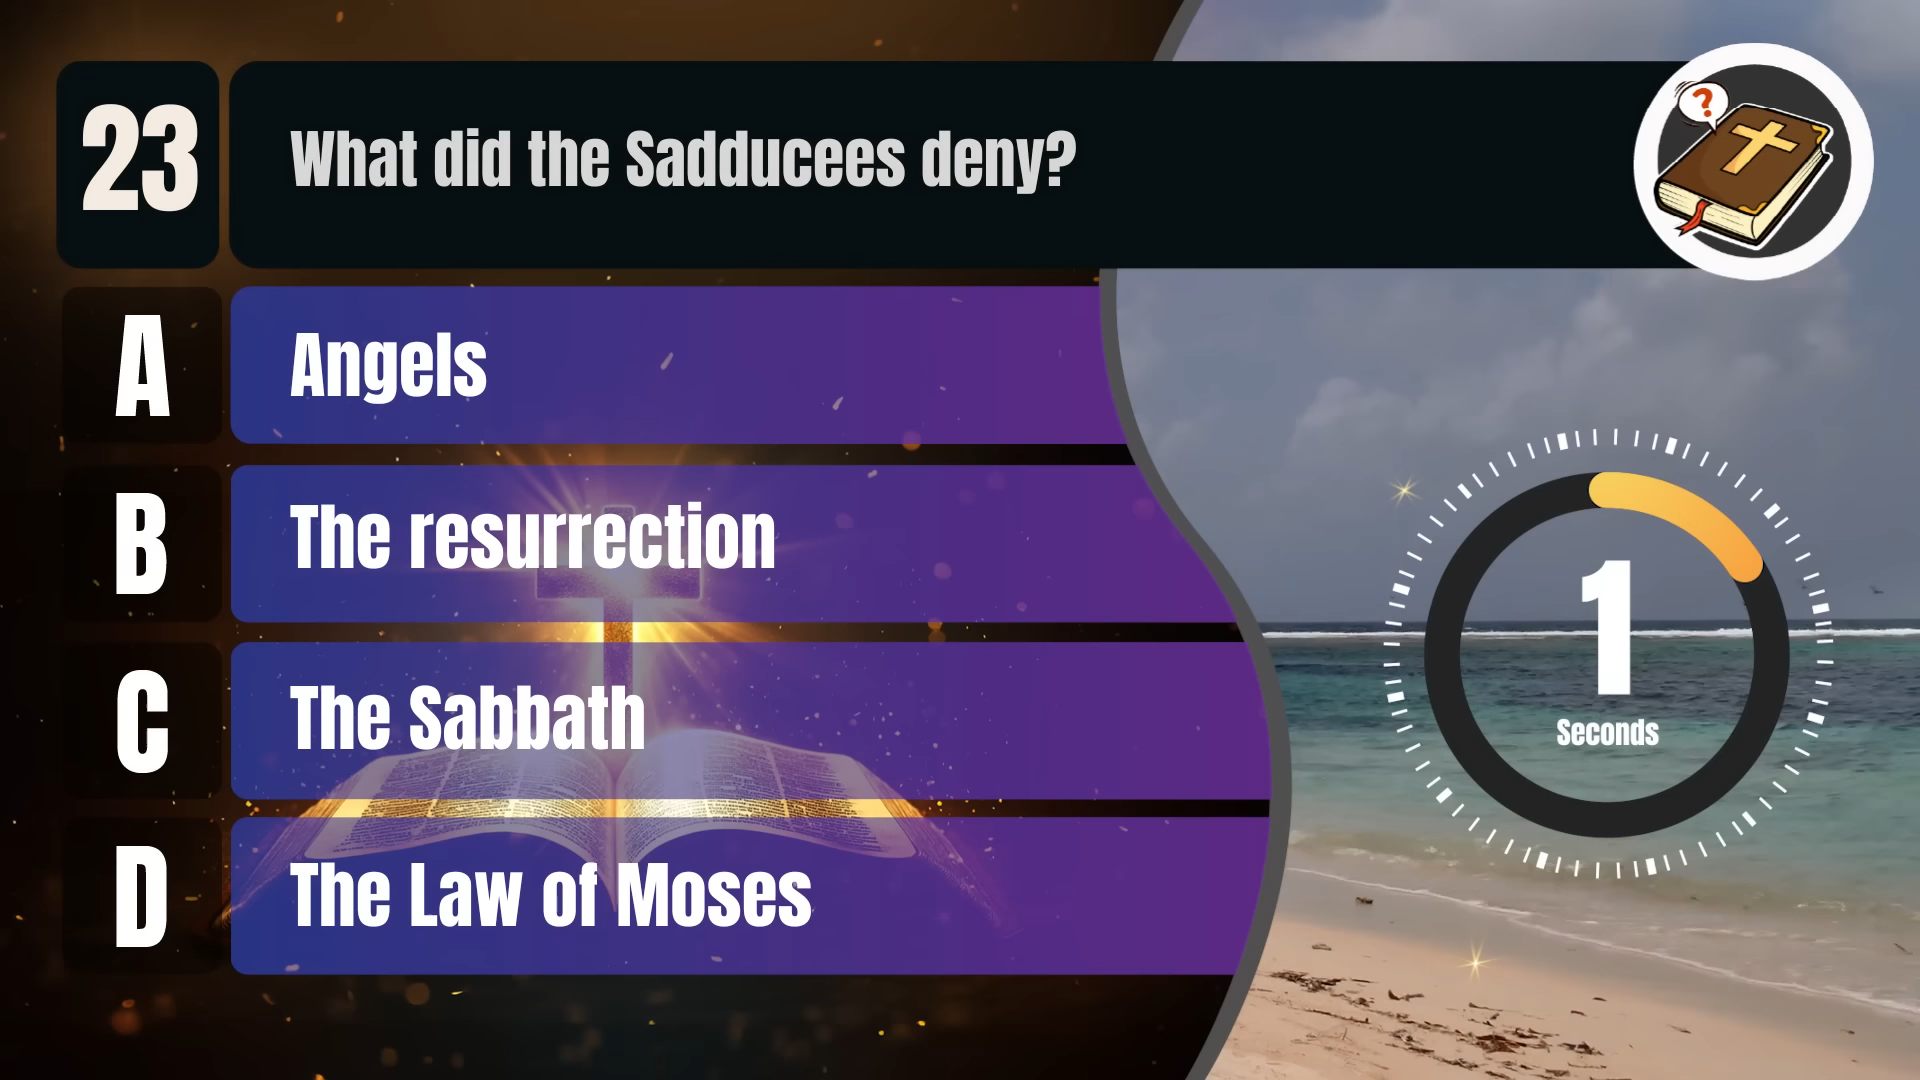 23
What did the Sadducees deny?
?
A
Angels
B
The resurrection
C
The Sabbath
D
The Law of Moses
1
Seconds